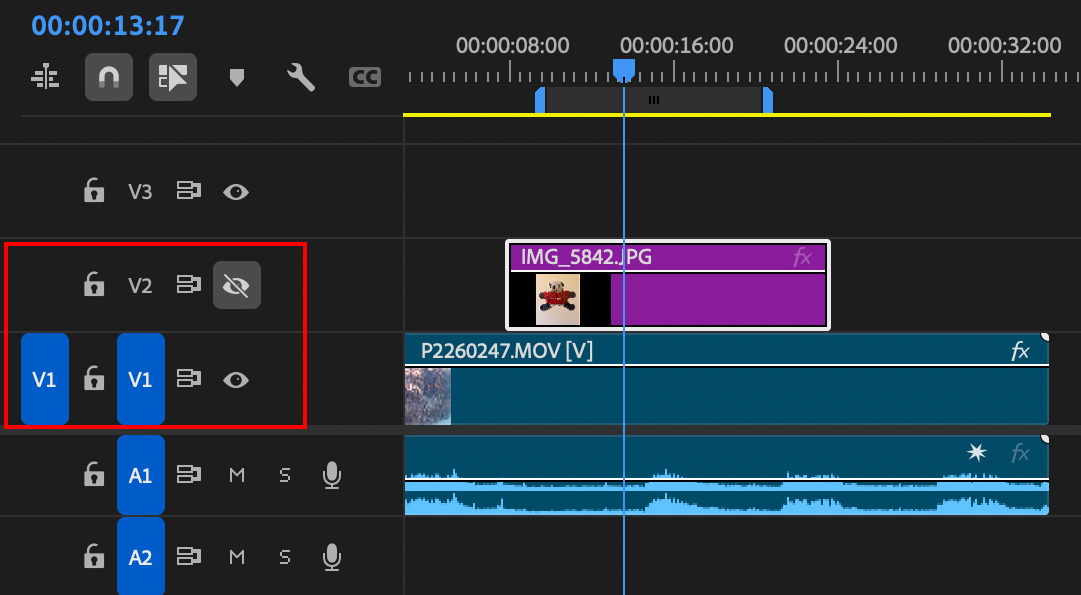 00:00:13:17
00:00:08:00 00:00:16:00 00:00:24:00 00:00:32:00
CC
V3
V2
IMG_5842.JPG fx
V1 V1
P2260247.MOV [V] fx
A1 M S fx
A2 M S